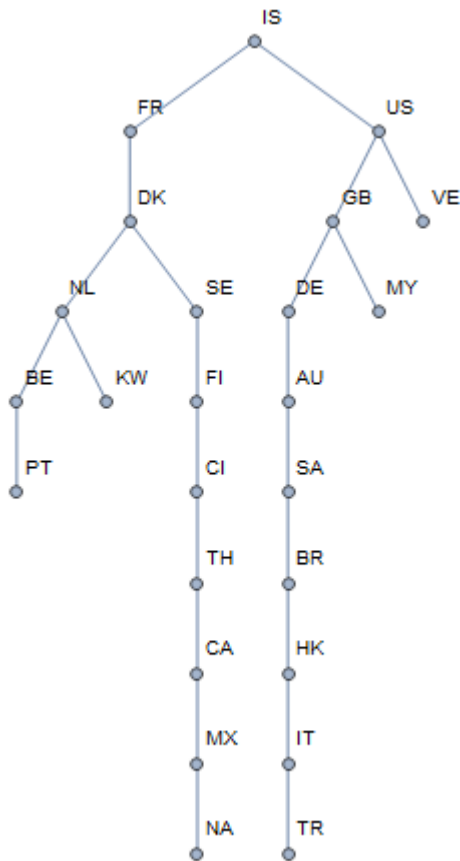 IS
FR US
DK GB VE
NL SE DE MY
BE KW FI AU
PT CI SA
TH BR
CA HK
MX IT
NA TR